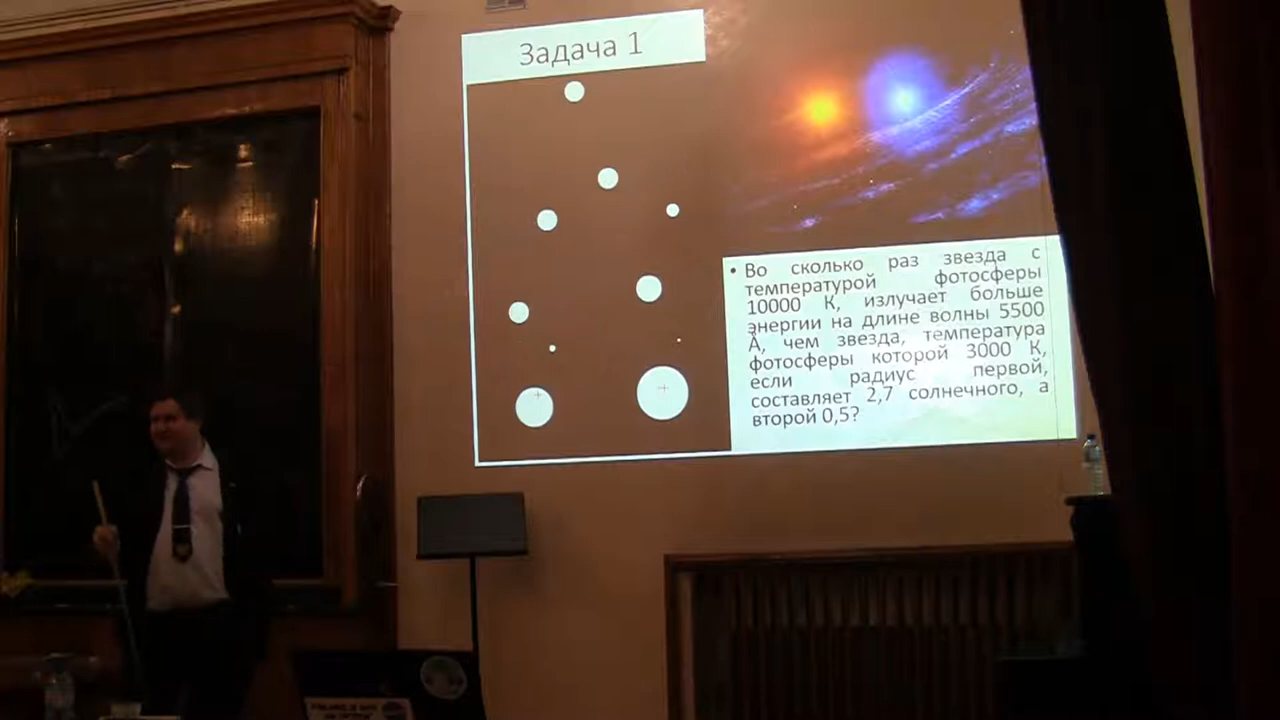 Задача 1
• Во сколько раз звезда с
температурой фотосферы
10000 К, излучает больше
энергии на длине волны 5500
Å, чем звезда, температура
фотосферы которой 3000 К,
если радиус первой,
составляет 2,7 солнечного, а
второй 0,5?